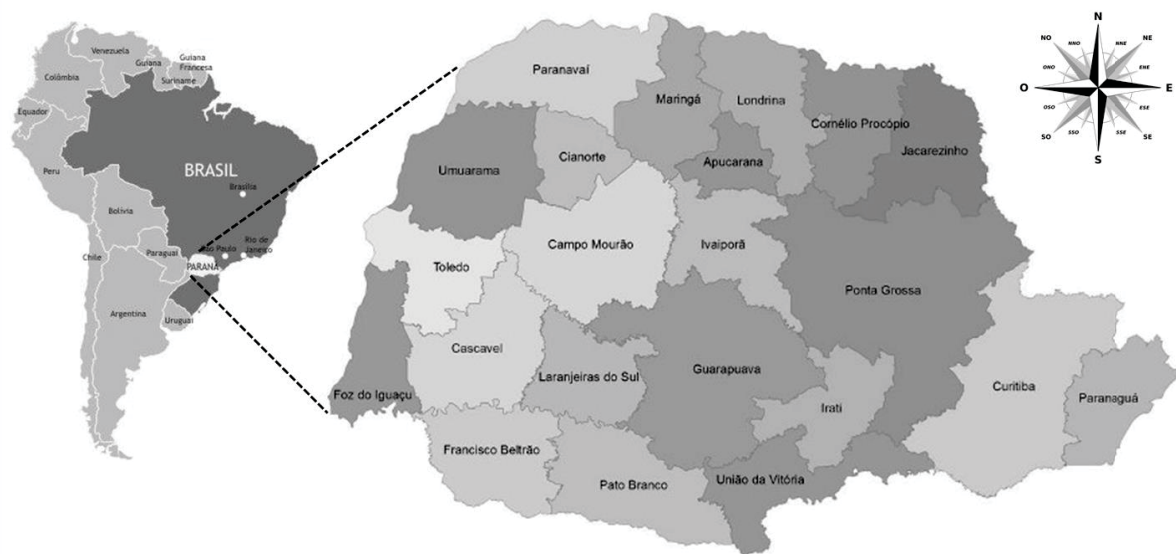 Venezuela
Guiana
Guiana
Francesa
Suriname
Colômbia
Equador
Peru
BRASIL
Brasília
Bolívia
Paraguai
São Paulo
Rio de
Janeiro
PARANÁ
Chile
Argentina
Uruguai
Paranavaí
Maringá
Londrina
Cornélio Procópio
Jacarezinho
Umuarama
Cianorte
Apucarana
Campo Mourão
Ivaiporã
Toledo
Ponta Grossa
Cascavel
Laranjeiras do Sul
Guarapuava
Foz do Iguaçu
Irati
Curitiba
Paranaguá
Francisco Beltrão
Pato Branco
União da Vitória
N
NO
NNO
NNE
NE
ONO
ENE
O
E
OSO
ESE
SO
SSO
SSE
SE
S